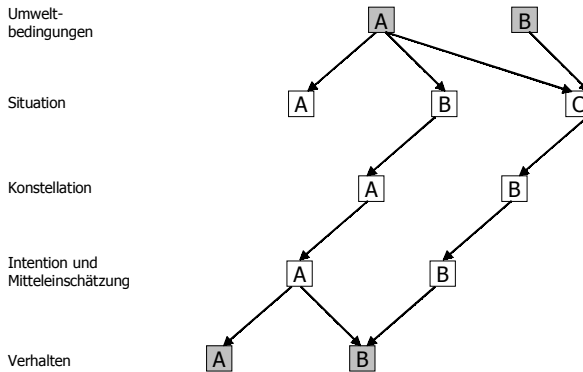 Umwelt-
bedingungen
A
B
Situation
A
B
C
Konstellation
A
B
Intention und
Mitteleinschätzung
A
B
Verhalten
A
B